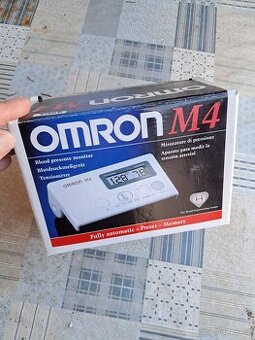 OMRON M4
Blood pressure monitor
Blutdruckmeßgerät
Tensiomètre
Misuratore di pressione
Aparato para medir la
tensión arterial
OMRON M4
Fully automatic - Preset - Memory